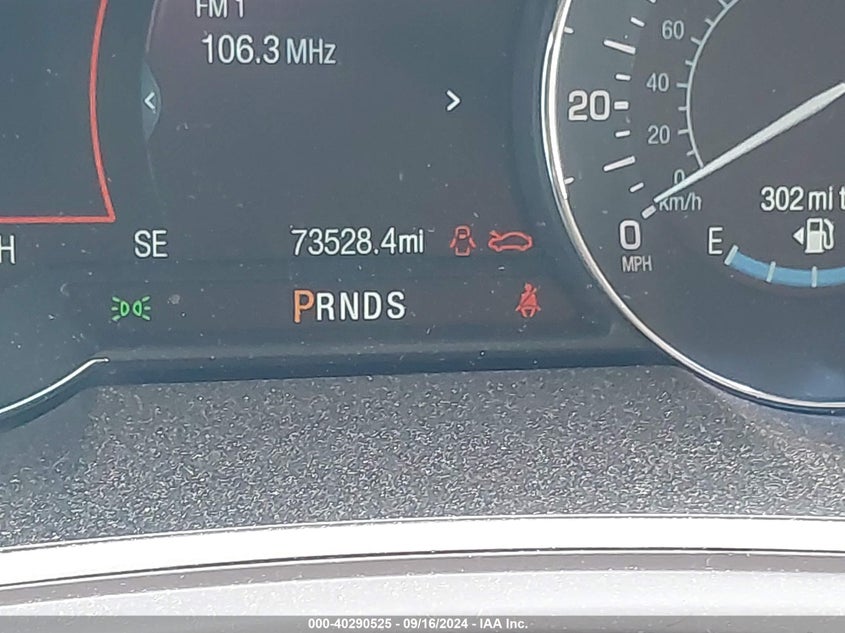 FM 1
106.3 MHz
<
>
60
40
20
20
0
km/h
302 mi
H
SE
73528.4mi
0
MPH
E
PRNDS
000-40290525 - 09/16/2024 - IAA Inc.